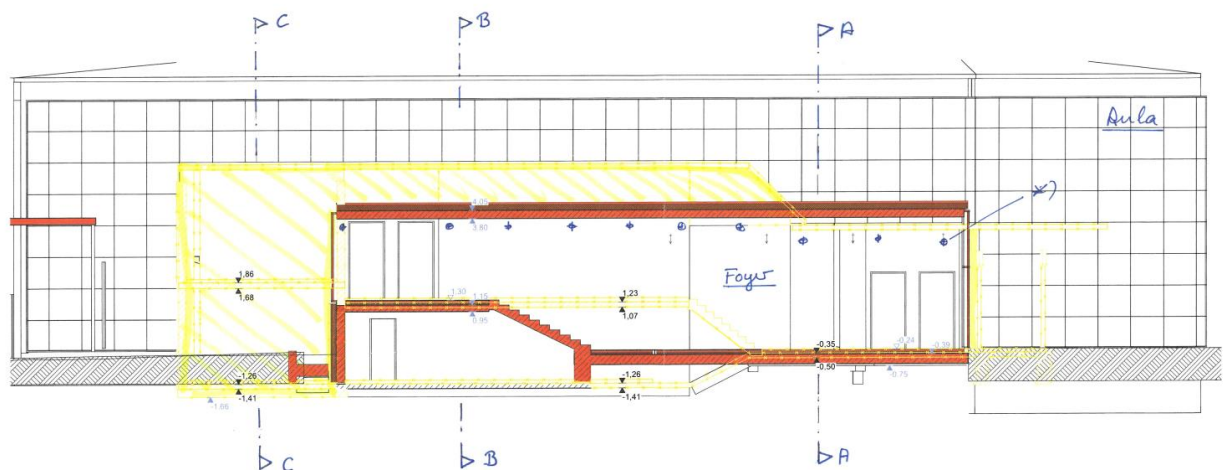 C
B
A
Aula
*)
4.05
3.80
Foyer
1,86
1,68
1.30
1.15
0.95
1,23
1,07
-0.24
-0.39
-0.35
-0.50
-0.75
-1,26
-1,41
-1.66
-1,26
-1,41
C
B
A